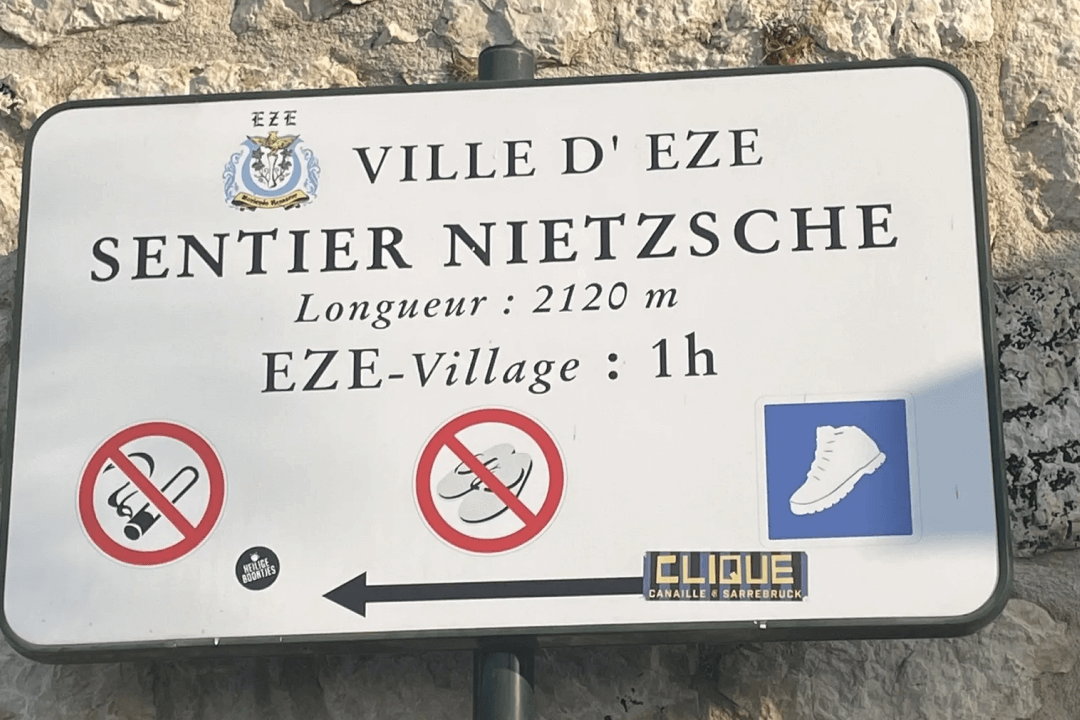 EZE
VILLE D' EZE
SENTIER NIETZSCHE
Longueur : 2120 m
EZE-Village : 1h
HEILIGE
BOONTJES
CLIQUE
CANAILLE & SARREBRUCK